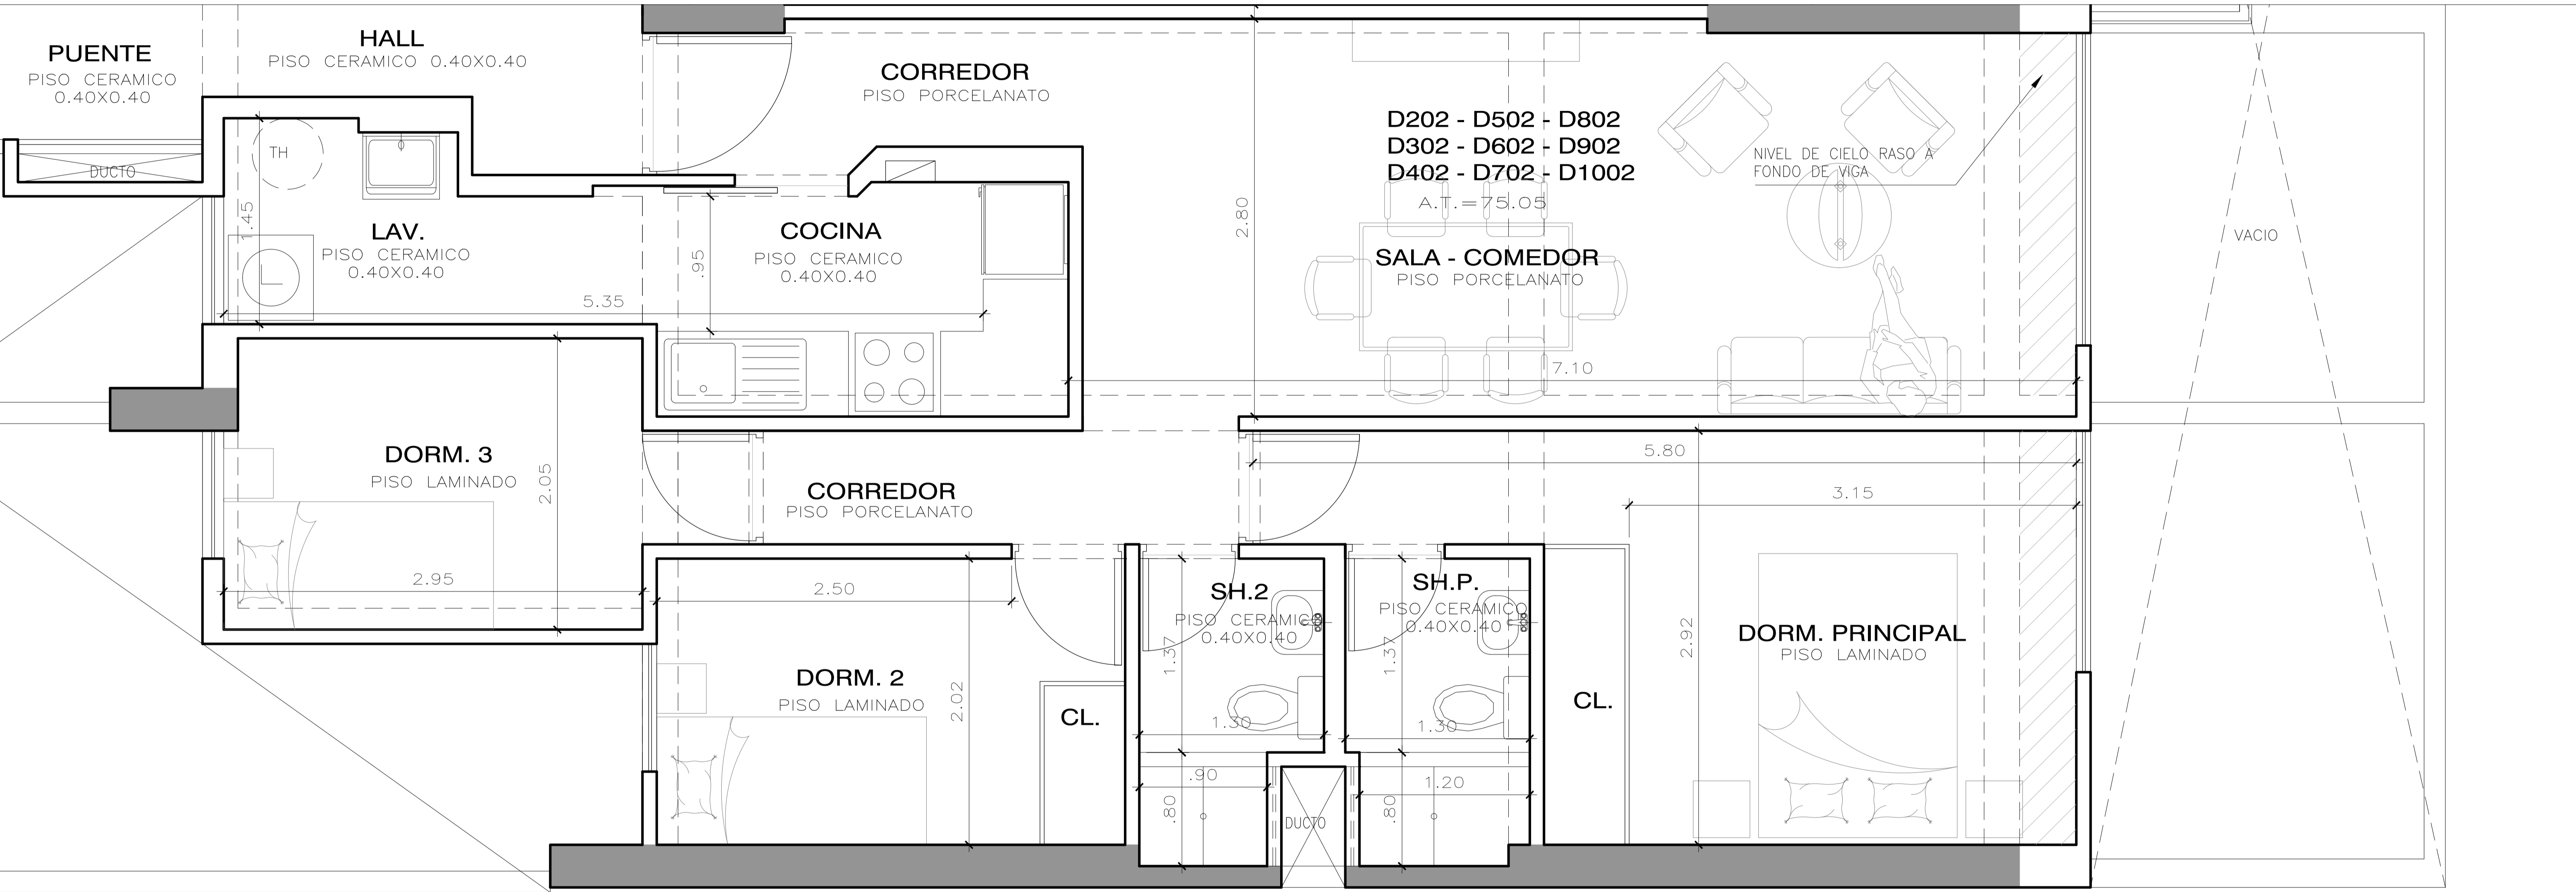 PUENTE
PISO CERAMICO
0.40X0.40
HALL
PISO CERAMICO 0.40X0.40
CORREDOR
PISO PORCELANATO
D202 - D502 - D802
D302 - D602 - D902
D402 - D702 - D1002
A.T.=75.05
SALA - COMEDOR
PISO PORCELANATO
NIVEL DE CIELO RASO A
FONDO DE VIGA
VACIO
DUCTO
TH
1.45
LAV.
PISO CERAMICO
0.40X0.40
L
5.35
.95
COCINA
PISO CERAMICO
0.40X0.40
2.80
7.10
DORM. 3
PISO LAMINADO
2.05
2.95
CORREDOR
PISO PORCELANATO
5.80
3.15
2.50
DORM. 2
PISO LAMINADO
2.02
CL.
SH.2
PISO CERAMICO
0.40X0.40
1.37
1.30
.90
.80
DUCTO
SH.P.
PISO CERAMICO
0.40X0.40
1.37
1.30
1.20
.80
CL.
2.92
DORM. PRINCIPAL
PISO LAMINADO